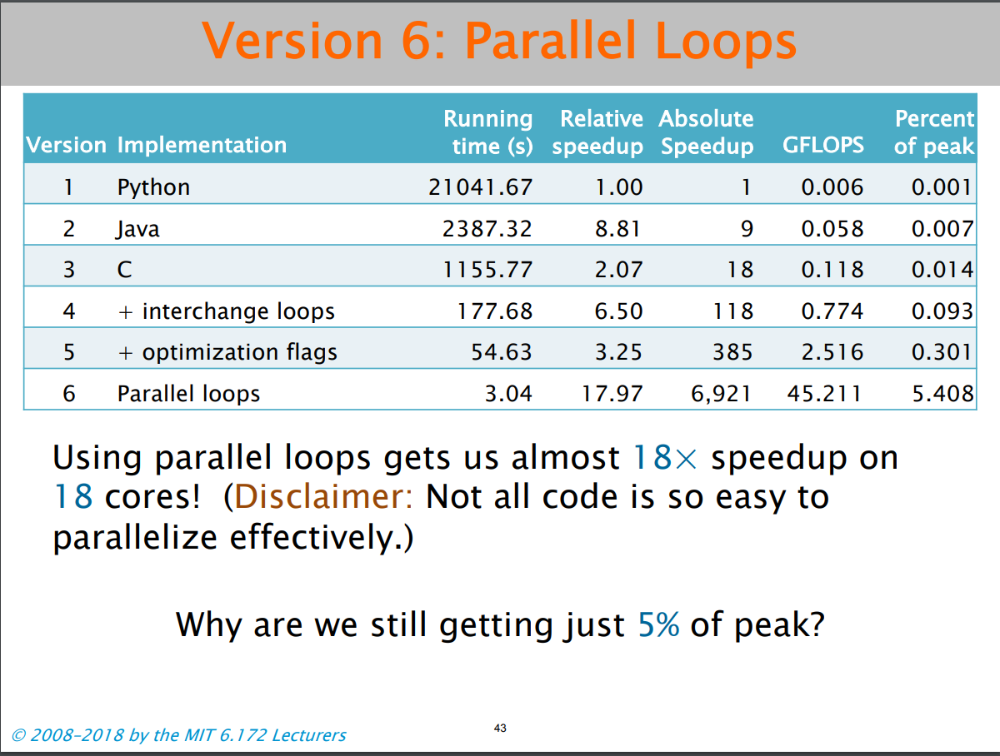 Version 6: Parallel Loops
Version Implementation Running time (s) Relative speedup Absolute Speedup GFLOPS Percent of peak
1 Python 21041.67 1.00 1 0.006 0.001
2 Java 2387.32 8.81 9 0.058 0.007
3 C 1155.77 2.07 18 0.118 0.014
4 + interchange loops 177.68 6.50 118 0.774 0.093
5 + optimization flags 54.63 3.25 385 2.516 0.301
6 Parallel loops 3.04 17.97 6,921 45.211 5.408
Using parallel loops gets us almost 18× speedup on
18 cores! (Disclaimer: Not all code is so easy to
parallelize effectively.)
Why are we still getting just 5% of peak?
© 2008–2018 by the MIT 6.172 Lecturers
43